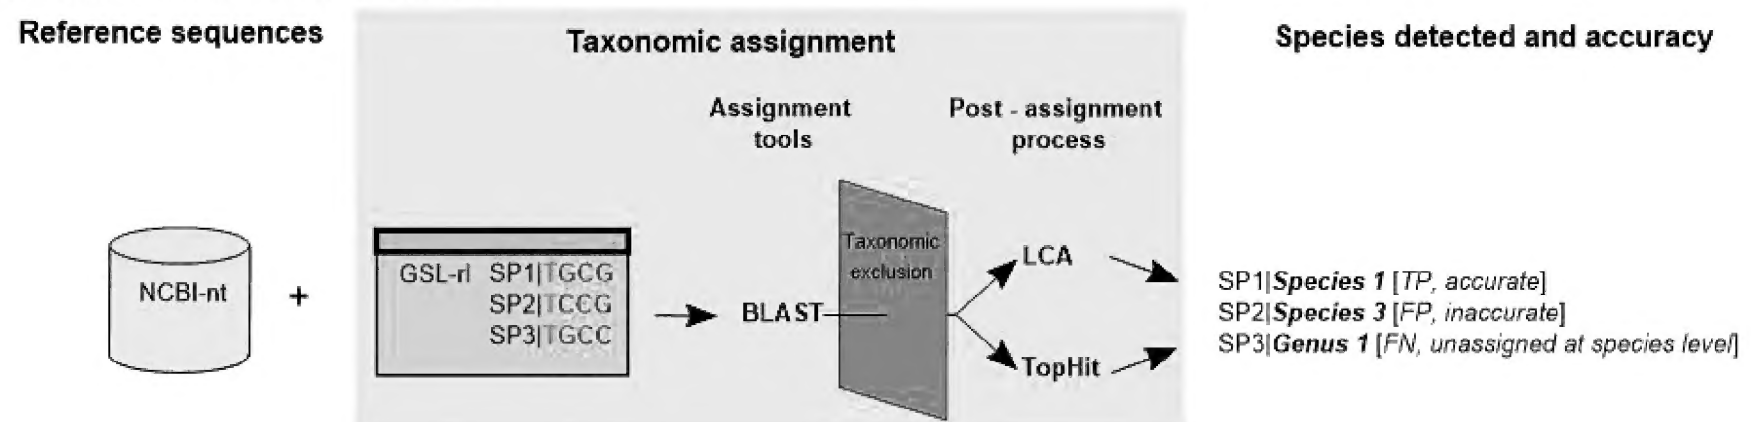 Reference sequences
Taxonomic assignment
Species detected and accuracy
Assignment
tools
Post - assignment
process
NCBI-nt
+
GSL-rl SP1|TGCG
SP2|TCCG
SP3|TGCC
BLAST
Taxonomic
exclusion
LCA
TopHit
SP1|Species 1 [TP, accurate]
SP2|Species 3 [FP, inaccurate]
SP3|Genus 1 [FN, unassigned at species level]